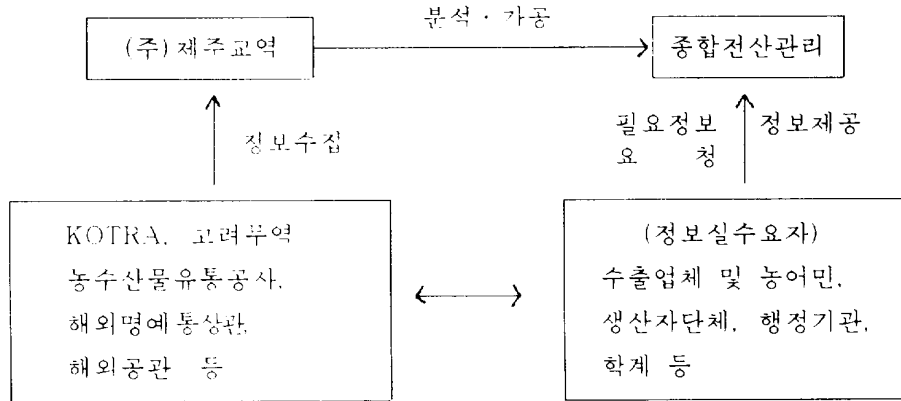 분석·가공
(주)제주교역
종합전산관리
정보수집
필요정보
요 청
정보제공
KOTRA, 고려무역
농수산물유통공사,
해외명예통상관,
해외공관 등
(정보실수요자)
수출업체 및 농어민,
생산자단체, 행정기관,
학계 등